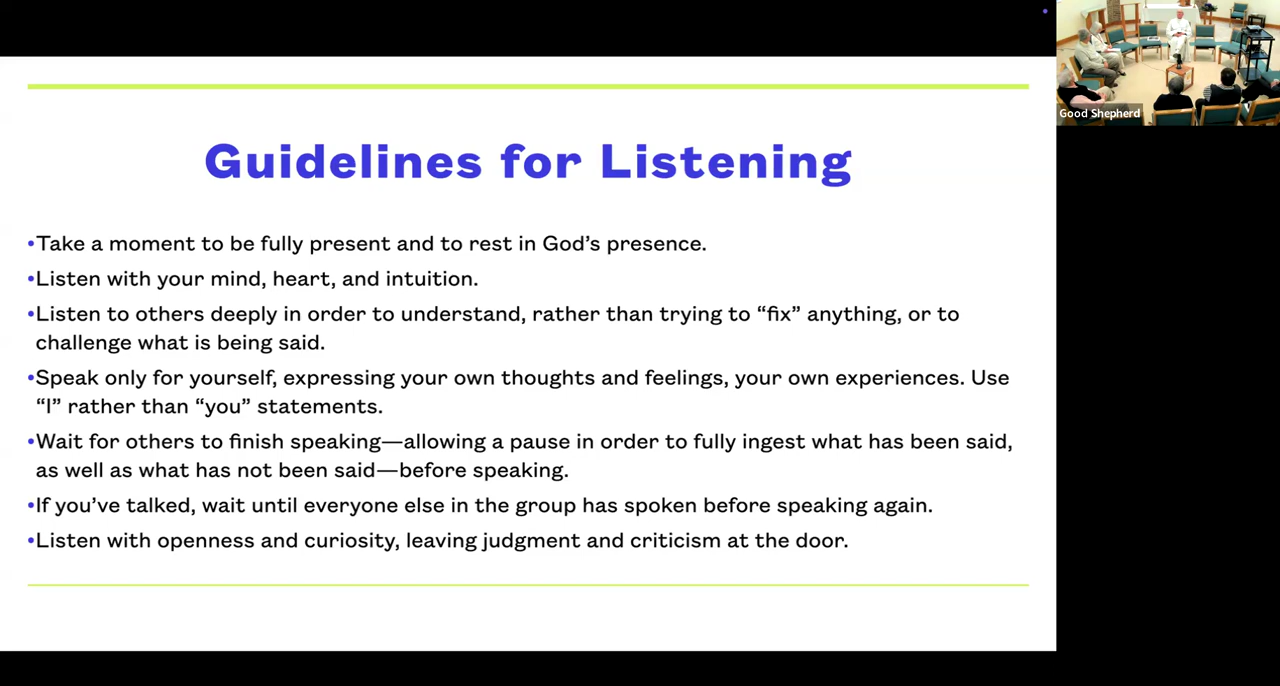 Guidelines for Listening
•Take a moment to be fully present and to rest in God’s presence.
•Listen with your mind, heart, and intuition.
•Listen to others deeply in order to understand, rather than trying to “fix” anything, or to
challenge what is being said.
•Speak only for yourself, expressing your own thoughts and feelings, your own experiences. Use
“I” rather than “you” statements.
•Wait for others to finish speaking—allowing a pause in order to fully ingest what has been said,
as well as what has not been said—before speaking.
•If you’ve talked, wait until everyone else in the group has spoken before speaking again.
•Listen with openness and curiosity, leaving judgment and criticism at the door.
Good Shepherd